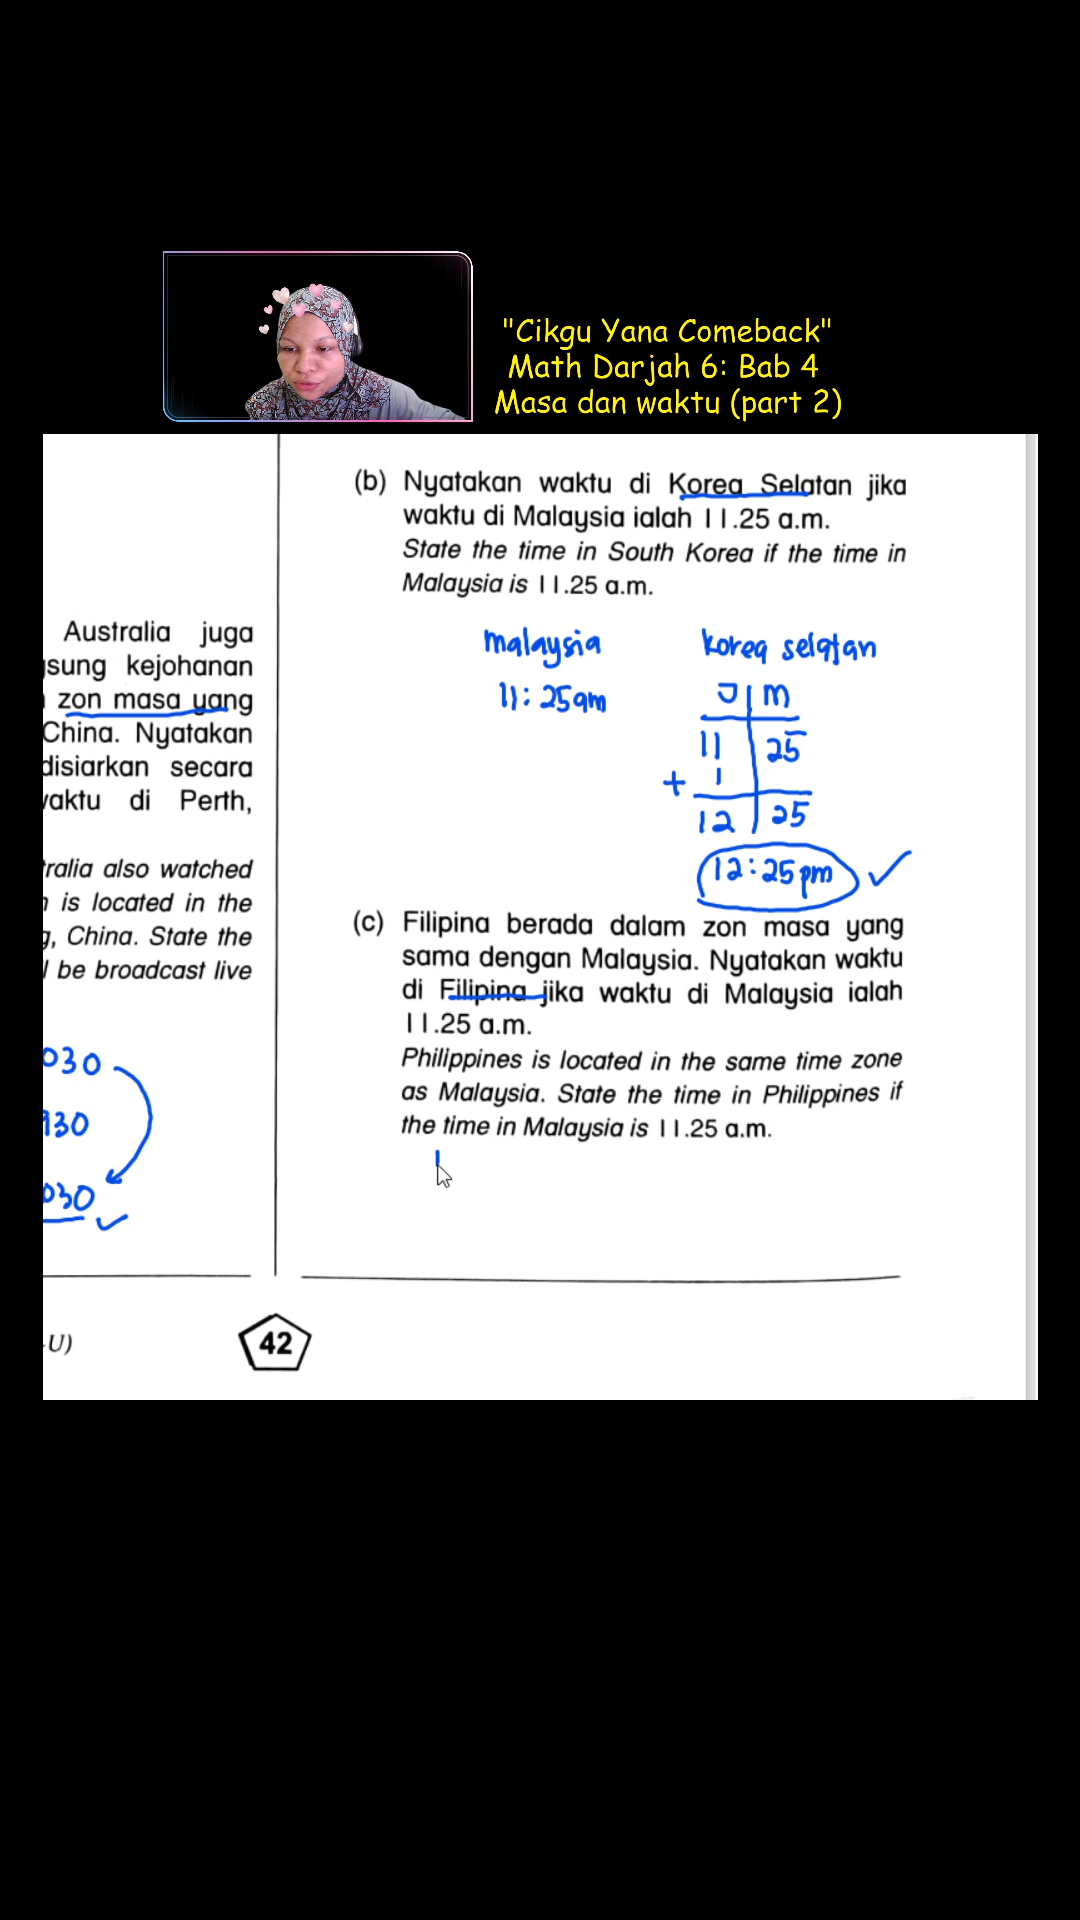 "Cikgu Yana Comeback"
Math Darjah 6: Bab 4
Masa dan waktu (part 2)
Australia juga
sung kejohanan
zon masa yang
China. Nyatakan
disiarkan secara
aktu di Perth,
ralia also watched
is located in the
, China. State the
be broadcast live
030
130
030
U)
42
(b) Nyatakan waktu di Korea Selatan jika
waktu di Malaysia ialah 11.25 a.m.
State the time in South Korea if the time in
Malaysia is 11.25 a.m.
malaysia korea selatan
11:25am J M
11 25
+ 1
12 25
12:25pm
(c) Filipina berada dalam zon masa yang
sama dengan Malaysia. Nyatakan waktu
di Filipina jika waktu di Malaysia ialah
11.25 a.m.
Philippines is located in the same time zone
as Malaysia. State the time in Philippines if
the time in Malaysia is 11.25 a.m.